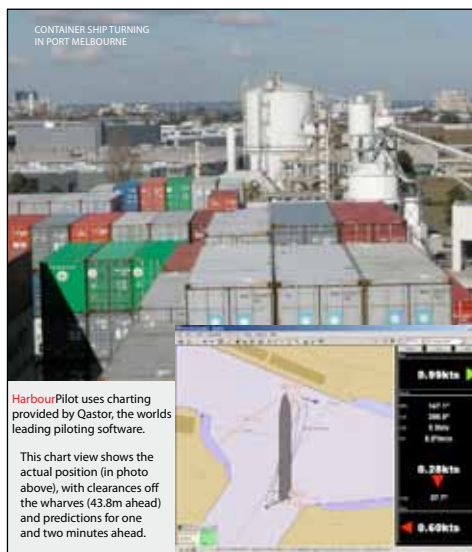 CONTAINER SHIP TURNING
IN PORT MELBOURNE
HarbourPilot uses charting
provided by Qastor, the worlds
leading piloting software.
This chart view shows the
actual position (in photo
above), with clearances off
the wharves (43.8m ahead)
and predictions for one
and two minutes ahead.
0.99kts
0.28kts
0.60kts